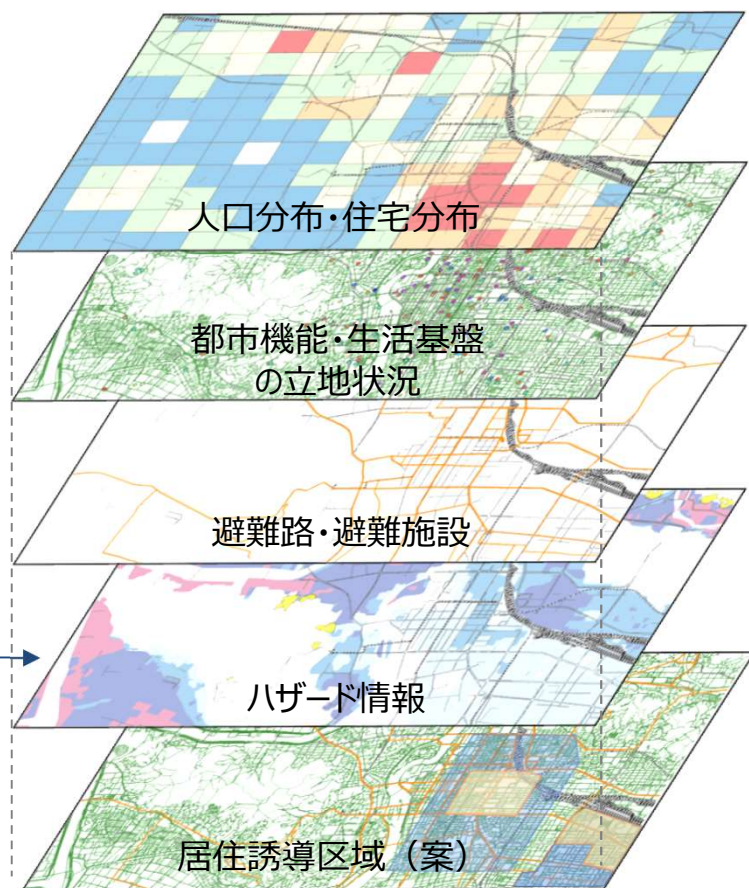 人口分布・住宅分布
都市機能・生活基盤
の立地状況
避難路・避難施設
ハザード情報
居住誘導区域（案）